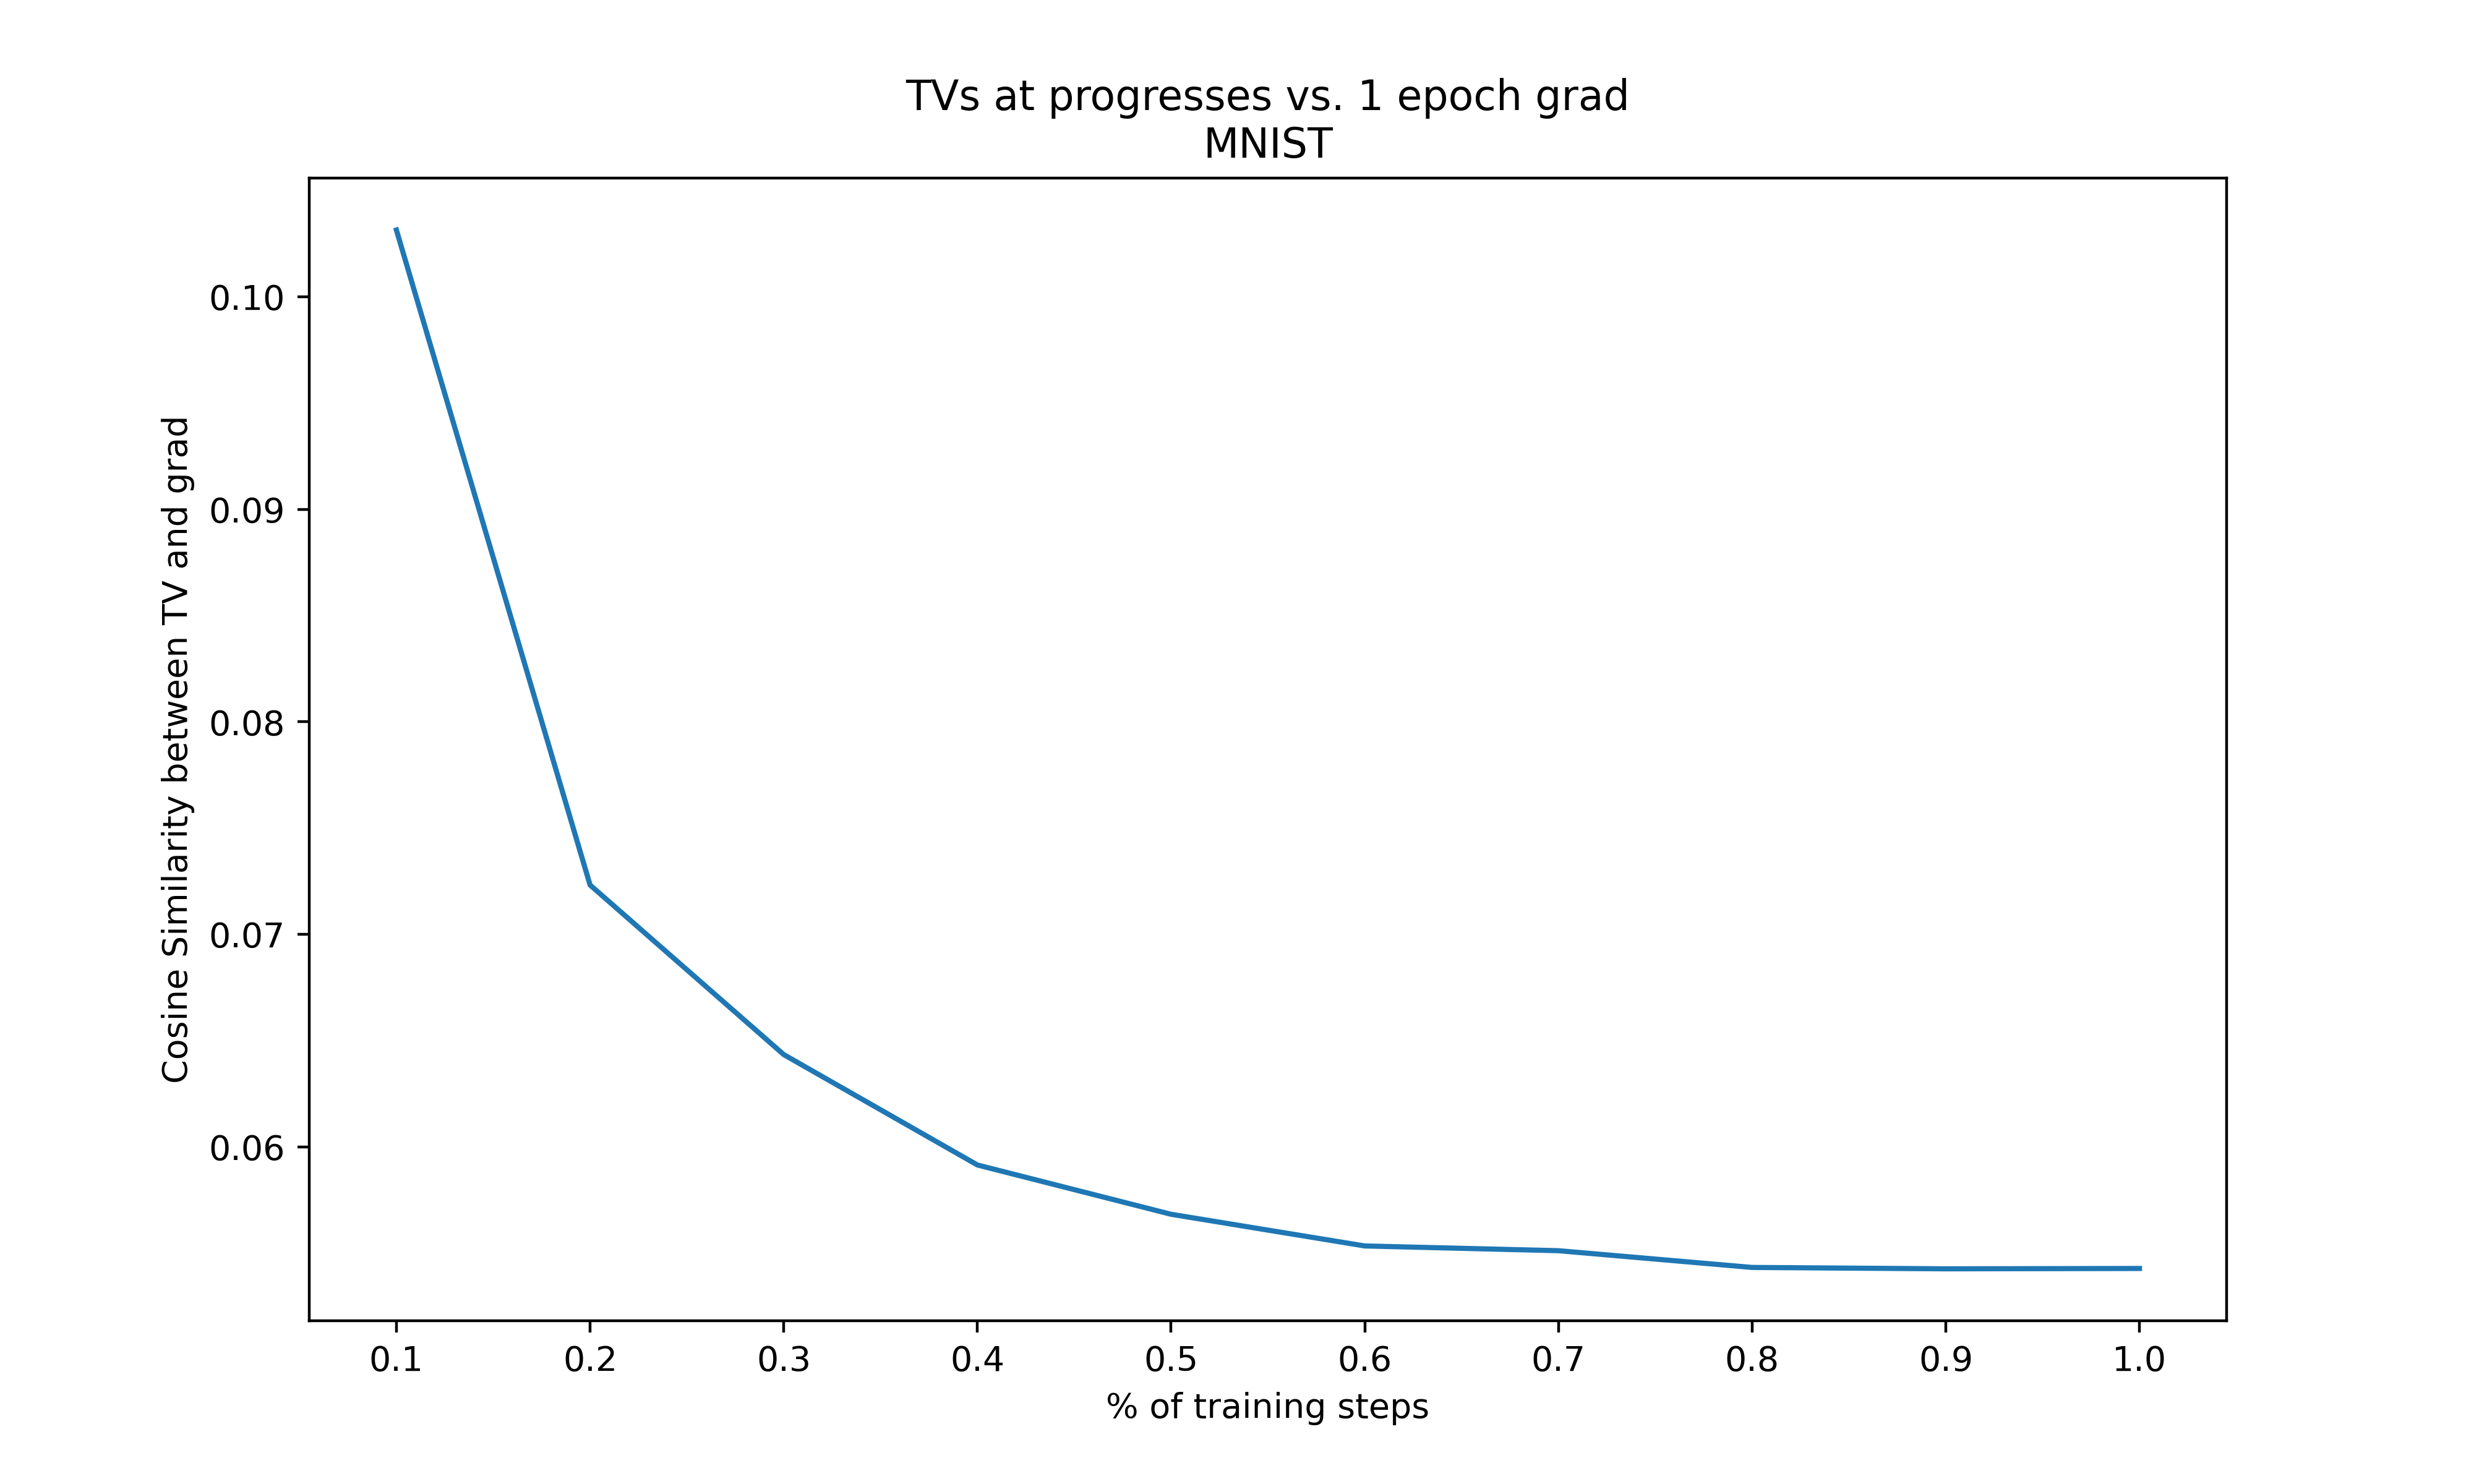 TVs at progresses vs. 1 epoch grad
MNIST
Cosine Similarity between TV and grad
0.10
0.09
0.08
0.07
0.06
0.1 0.2 0.3 0.4 0.5 0.6 0.7 0.8 0.9 1.0
% of training steps